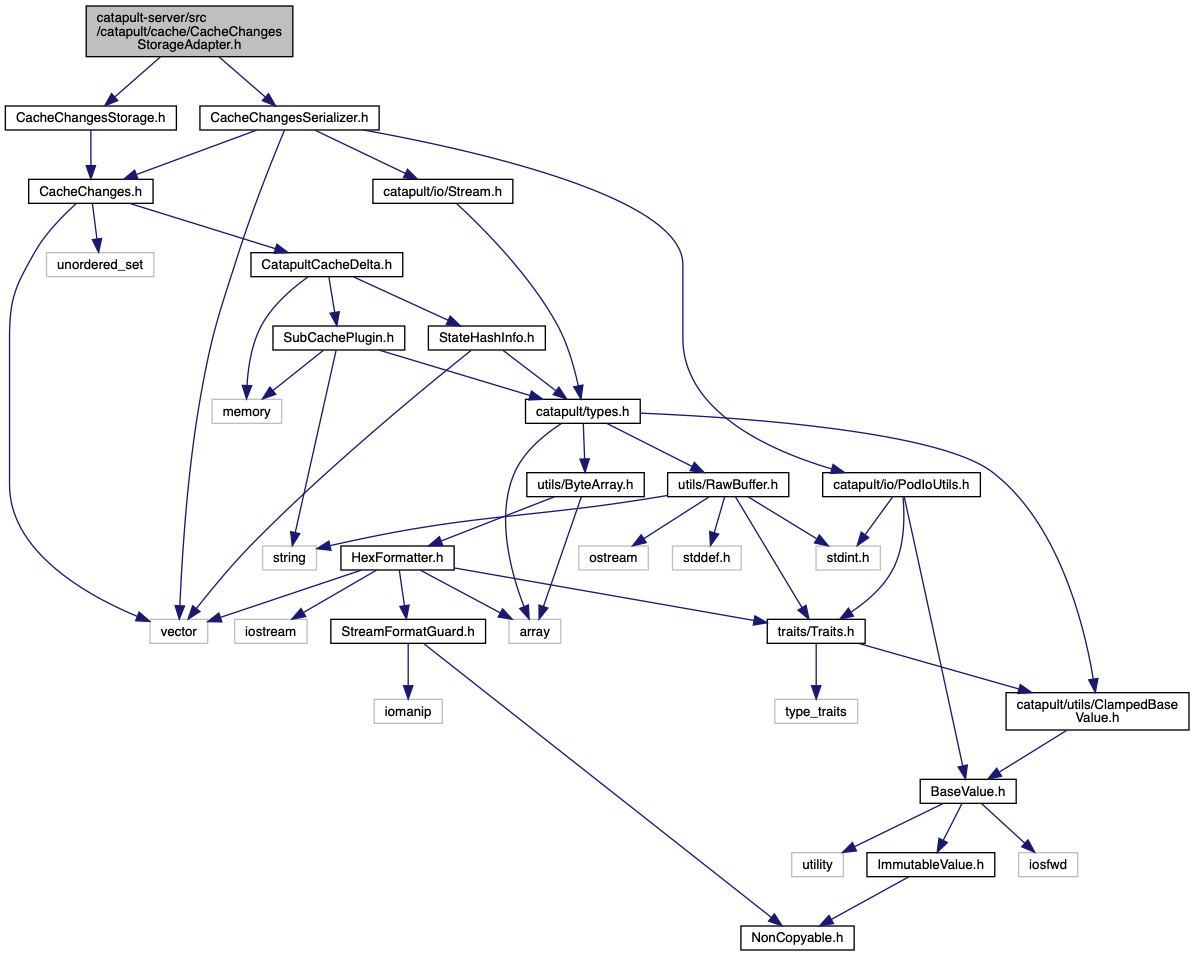 catapult-server/src
/catapult/cache/CacheChanges
StorageAdapter.h
CacheChangesStorage.h
CacheChangesSerializer.h
CacheChanges.h
catapult/io/Stream.h
unordered_set
CatapultCacheDelta.h
SubCachePlugin.h
StateHashInfo.h
memory
catapult/types.h
utils/ByteArray.h
utils/RawBuffer.h
catapult/io/PodIoUtils.h
string
HexFormatter.h
ostream
stddef.h
stdint.h
vector
iostream
StreamFormatGuard.h
array
traits/Traits.h
iomanip
type_traits
catapult/utils/ClampedBase
Value.h
BaseValue.h
utility
ImmutableValue.h
iosfwd
NonCopyable.h